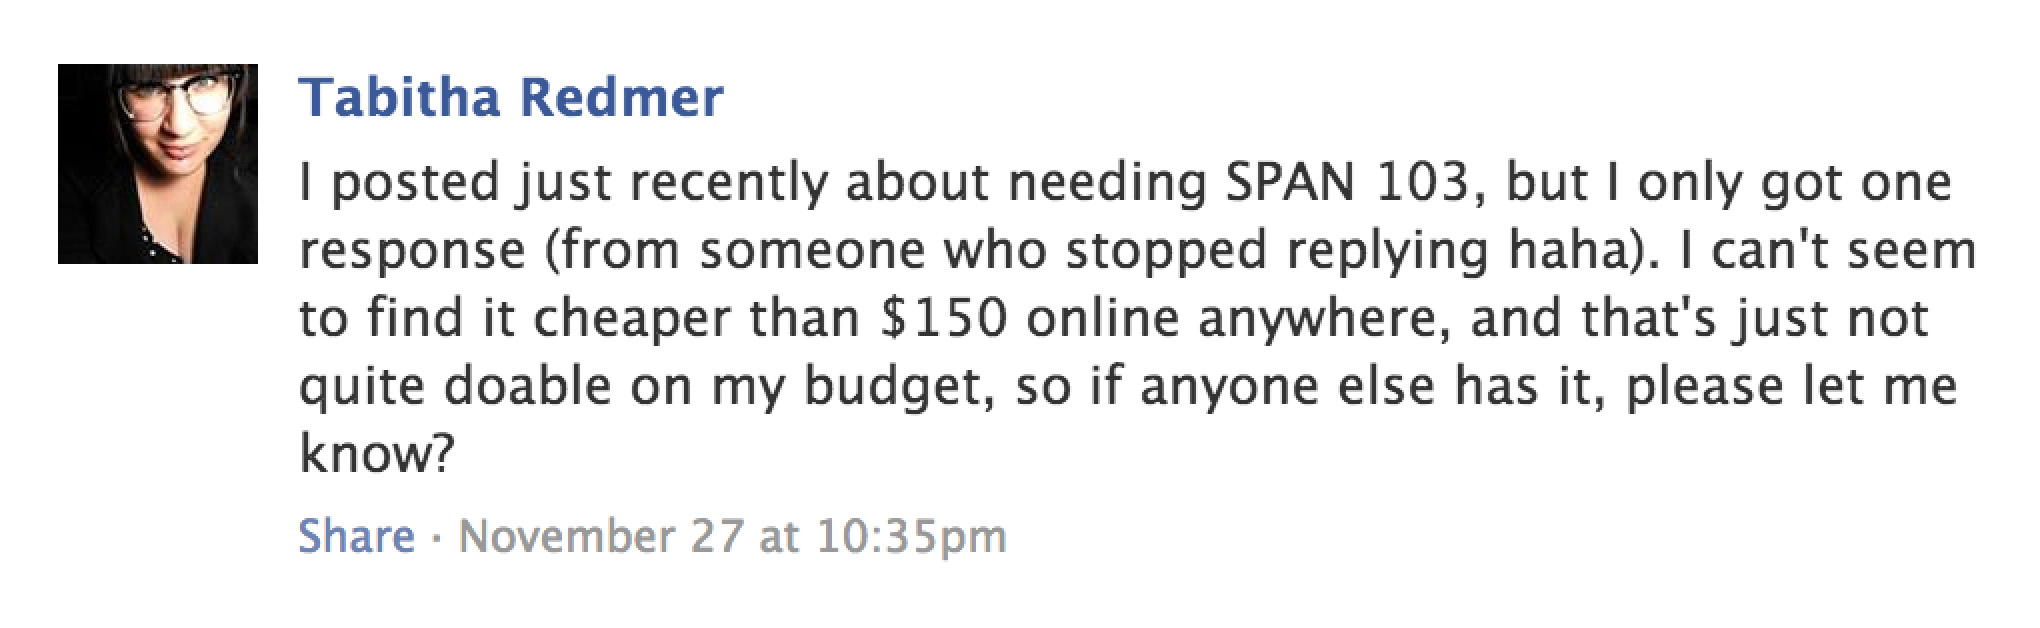 Tabitha Redmer
I posted just recently about needing SPAN 103, but I only got one
response (from someone who stopped replying haha). I can't seem
to find it cheaper than $150 online anywhere, and that's just not
quite doable on my budget, so if anyone else has it, please let me
know?
Share · November 27 at 10:35pm